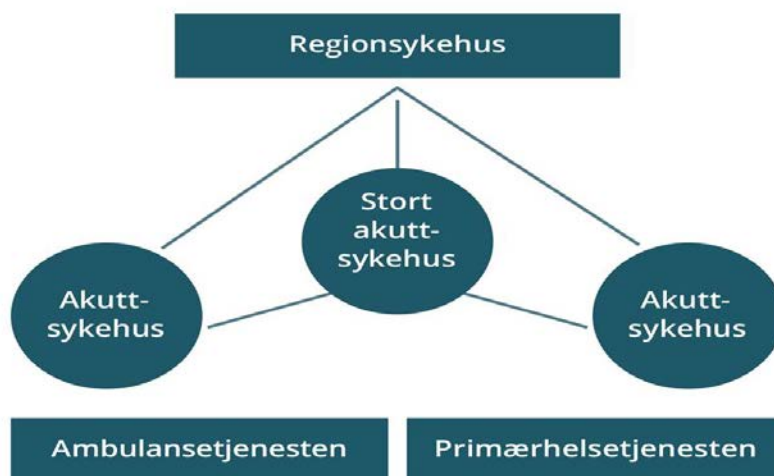 Regionsykehus
Stort
akutt-
sykehus
Akutt-
sykehus
Akutt-
sykehus
Ambulansetjenesten
Primærhelsetjenesten